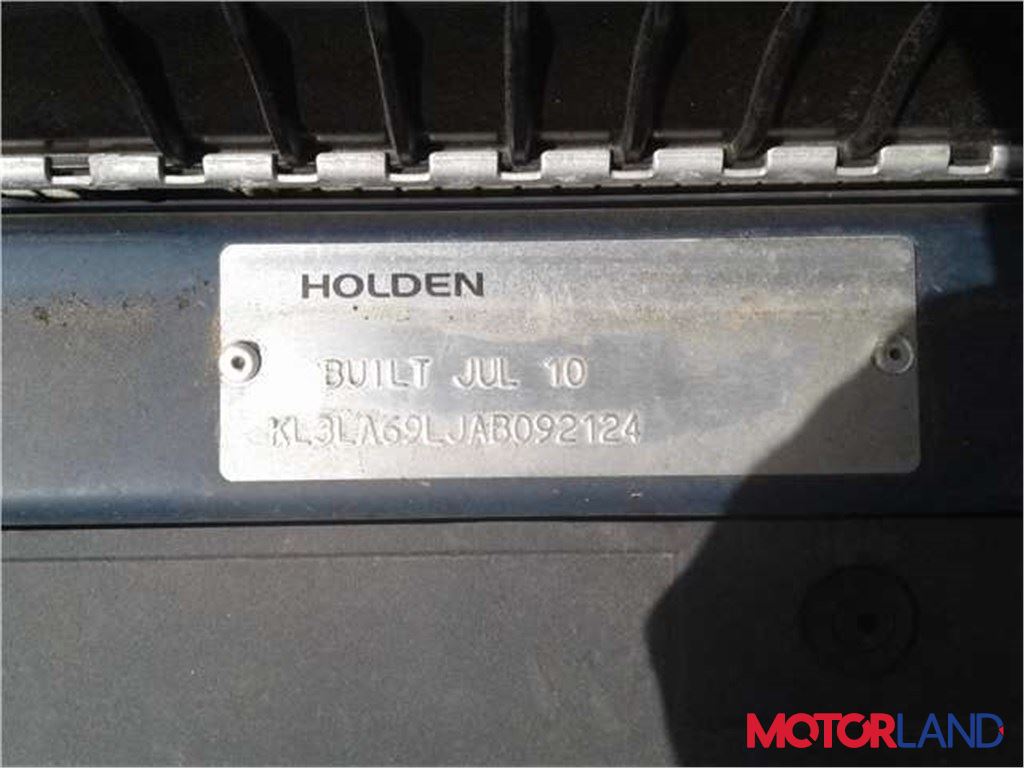 HOLDEN
BUILT JUL 10
KL3LA69LJAB092124
MOTORLAND